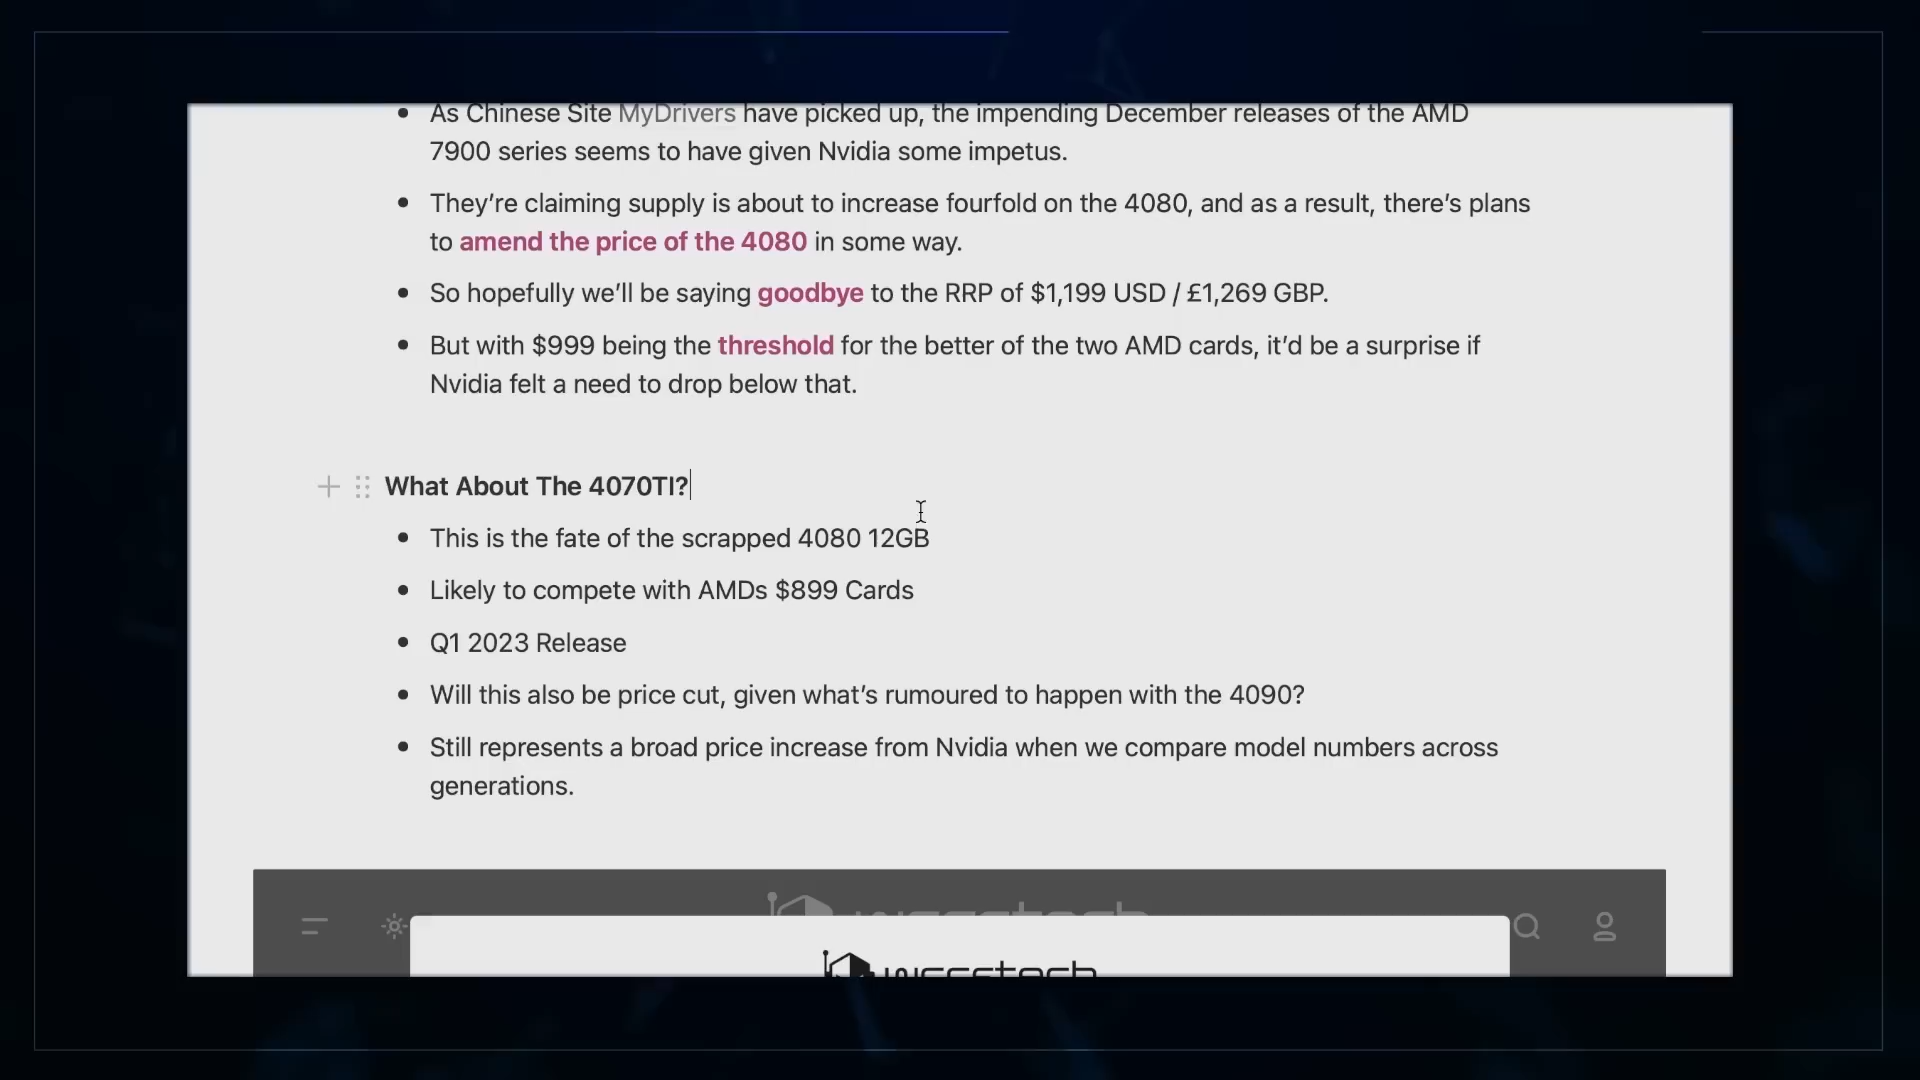 As Chinese Site MyDrivers have picked up, the impending December releases of the AMD
7900 series seems to have given Nvidia some impetus.
They’re claiming supply is about to increase fourfold on the 4080, and as a result, there’s plans
to amend the price of the 4080 in some way.
So hopefully we’ll be saying goodbye to the RRP of $1,199 USD / £1,269 GBP.
But with $999 being the threshold for the better of the two AMD cards, it’d be a surprise if
Nvidia felt a need to drop below that.
What About The 4070TI?
This is the fate of the scrapped 4080 12GB
Likely to compete with AMDs $899 Cards
Q1 2023 Release
Will this also be price cut, given what’s rumoured to happen with the 4090?
Still represents a broad price increase from Nvidia when we compare model numbers across
generations.